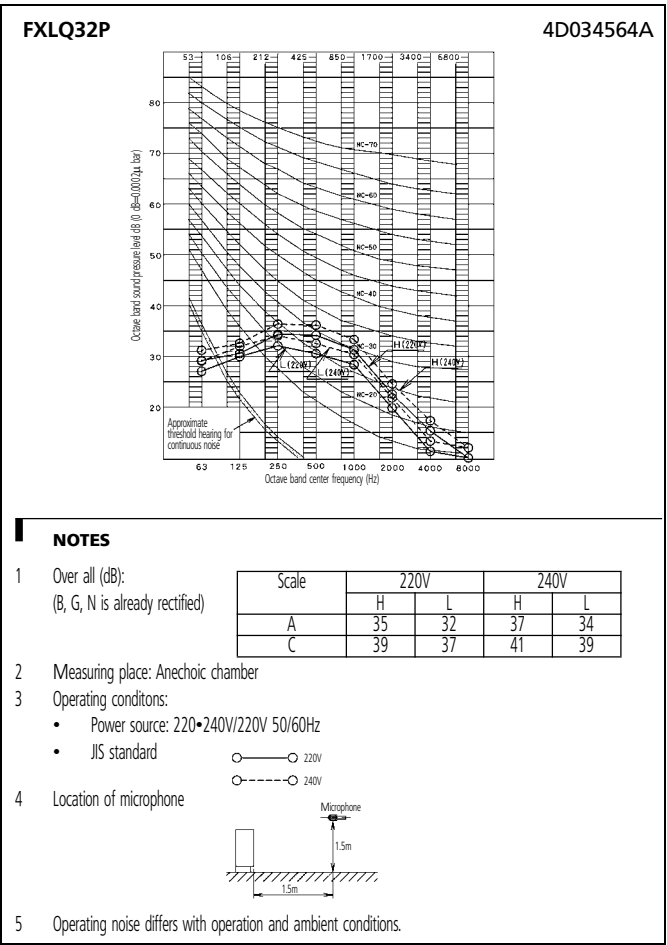 FXLQ32P 4D034564A
53 106 212 425 850 1700 3400 6800
80
70
60
50
40
30
20
Octave band sound pressure level dB (0 dB=0.0002μ bar)
NC-70
NC-60
NC-50
NC-40
NC-30
NC-20
H(220V)
H(240V)
L(220V)
L(240V)
Approximate
threshold hearing for
continuous noise
63 125 250 500 1000 2000 4000 8000
Octave band center frequency (Hz)
NOTES
1 Over all (dB):
(B, G, N is already rectified)
Scale 220V 240V
H L H L
A 35 32 37 34
C 39 37 41 39
2 Measuring place: Anechoic chamber
3 Operating conditons:
• Power source: 220•240V/220V 50/60Hz
• JIS standard
220V
240V
4 Location of microphone
Microphone
1.5m
1.5m
5 Operating noise differs with operation and ambient conditions.